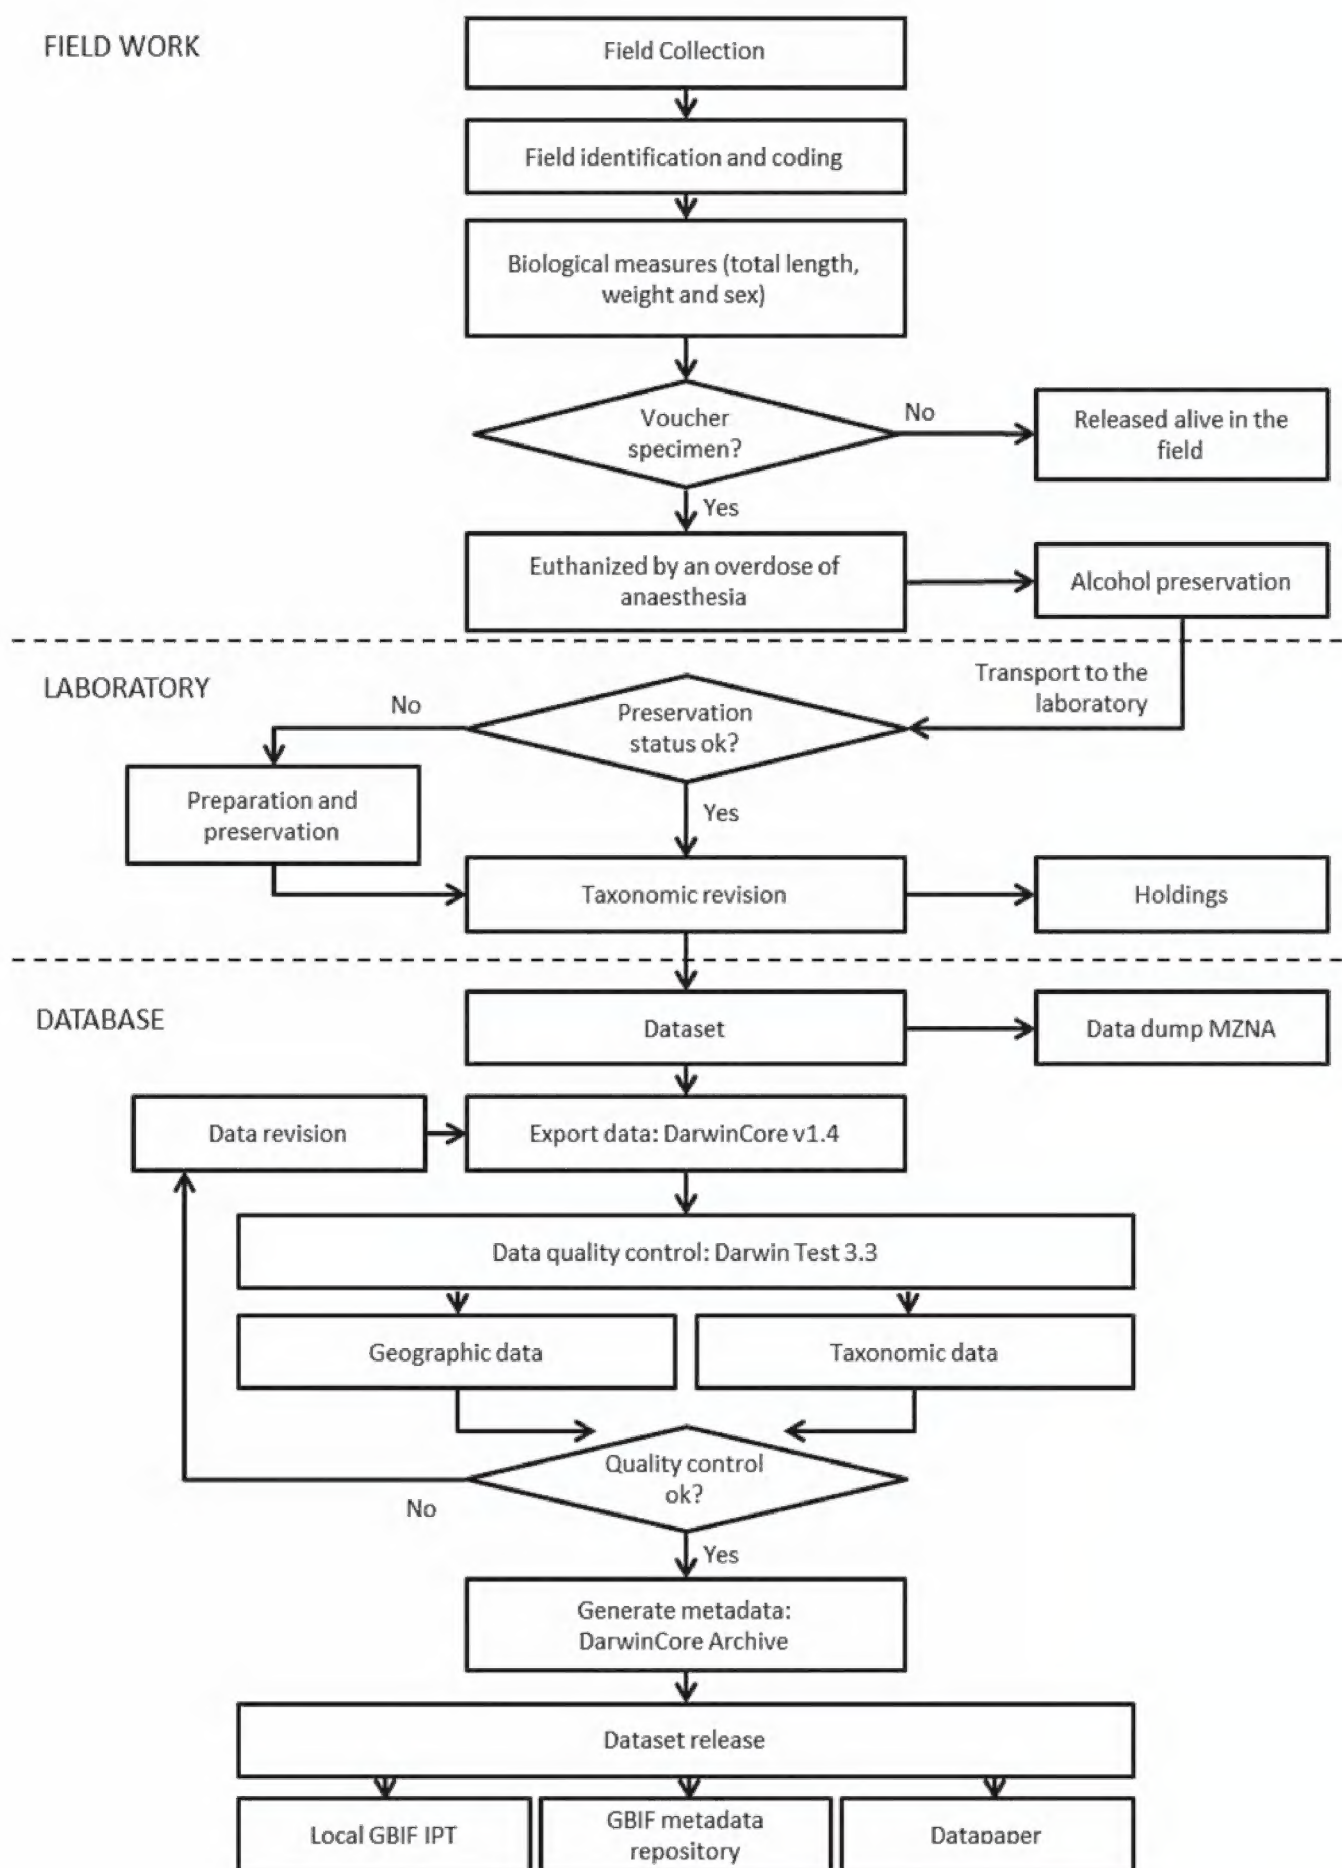 FIELD WORK
Field Collection
Field identification and coding
Biological measures (total length,
weight and sex)
Voucher
specimen?
No
Released alive in the
field
Yes
Euthanized by an overdose of
anaesthesia
Alcohol preservation
LABORATORY
Transport to the
laboratory
No
Preservation
status ok?
Preparation and
preservation
Yes
Taxonomic revision
Holdings
DATABASE
Dataset
Data dump MZNA
Data revision
Export data: DarwinCore v1.4
Data quality control: Darwin Test 3.3
Geographic data
Taxonomic data
Quality control
ok?
No
Yes
Generate metadata:
DarwinCore Archive
Dataset release
Local GBIF IPT
GBIF metadata
repository
Datapaper